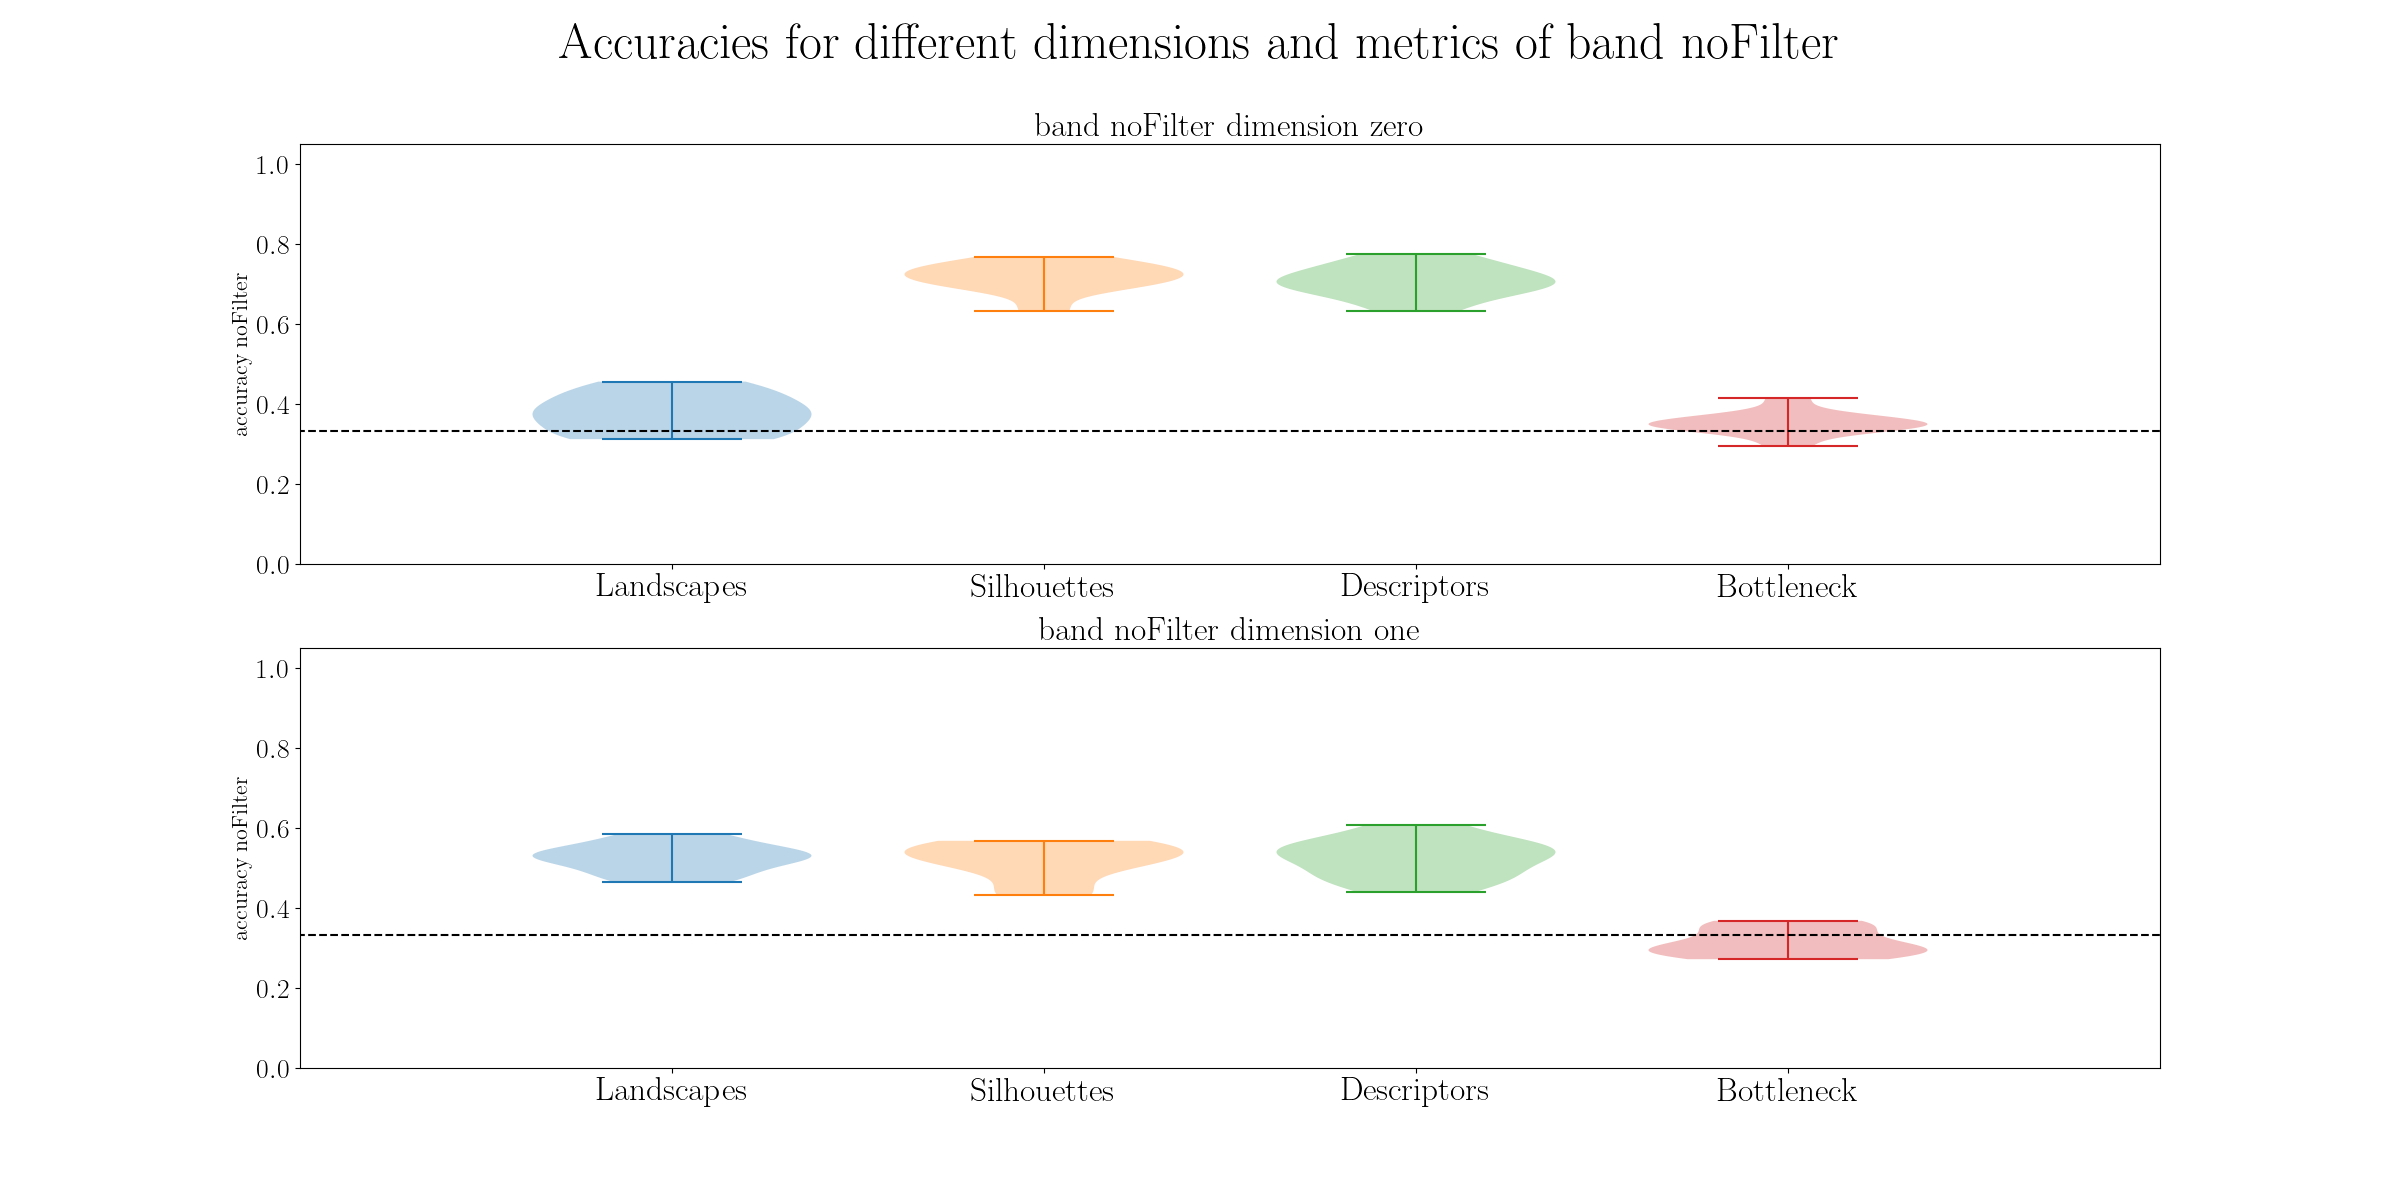 Accuracies for different dimensions and metrics of band noFilter
band noFilter dimension zero
accuracy noFilter
1.0
0.8
0.6
0.4
0.2
0.0
Landscapes Silhouettes Descriptors Bottleneck
band noFilter dimension one
accuracy noFilter
1.0
0.8
0.6
0.4
0.2
0.0
Landscapes Silhouettes Descriptors Bottleneck